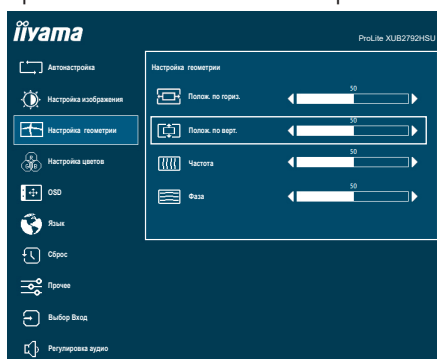 iiyama
ProLite XUB2792HSU
Автонастройка
Настройка изображения
Настройка геометрии
Настройка цветов
R
G B
OSD
Язык
Сброс
Прочее
Выбор Вход
Регулировка аудио
Настройка геометрии
Полож. по гориз.
50
Полож. по верт.
50
Частота
50
Фаза
50